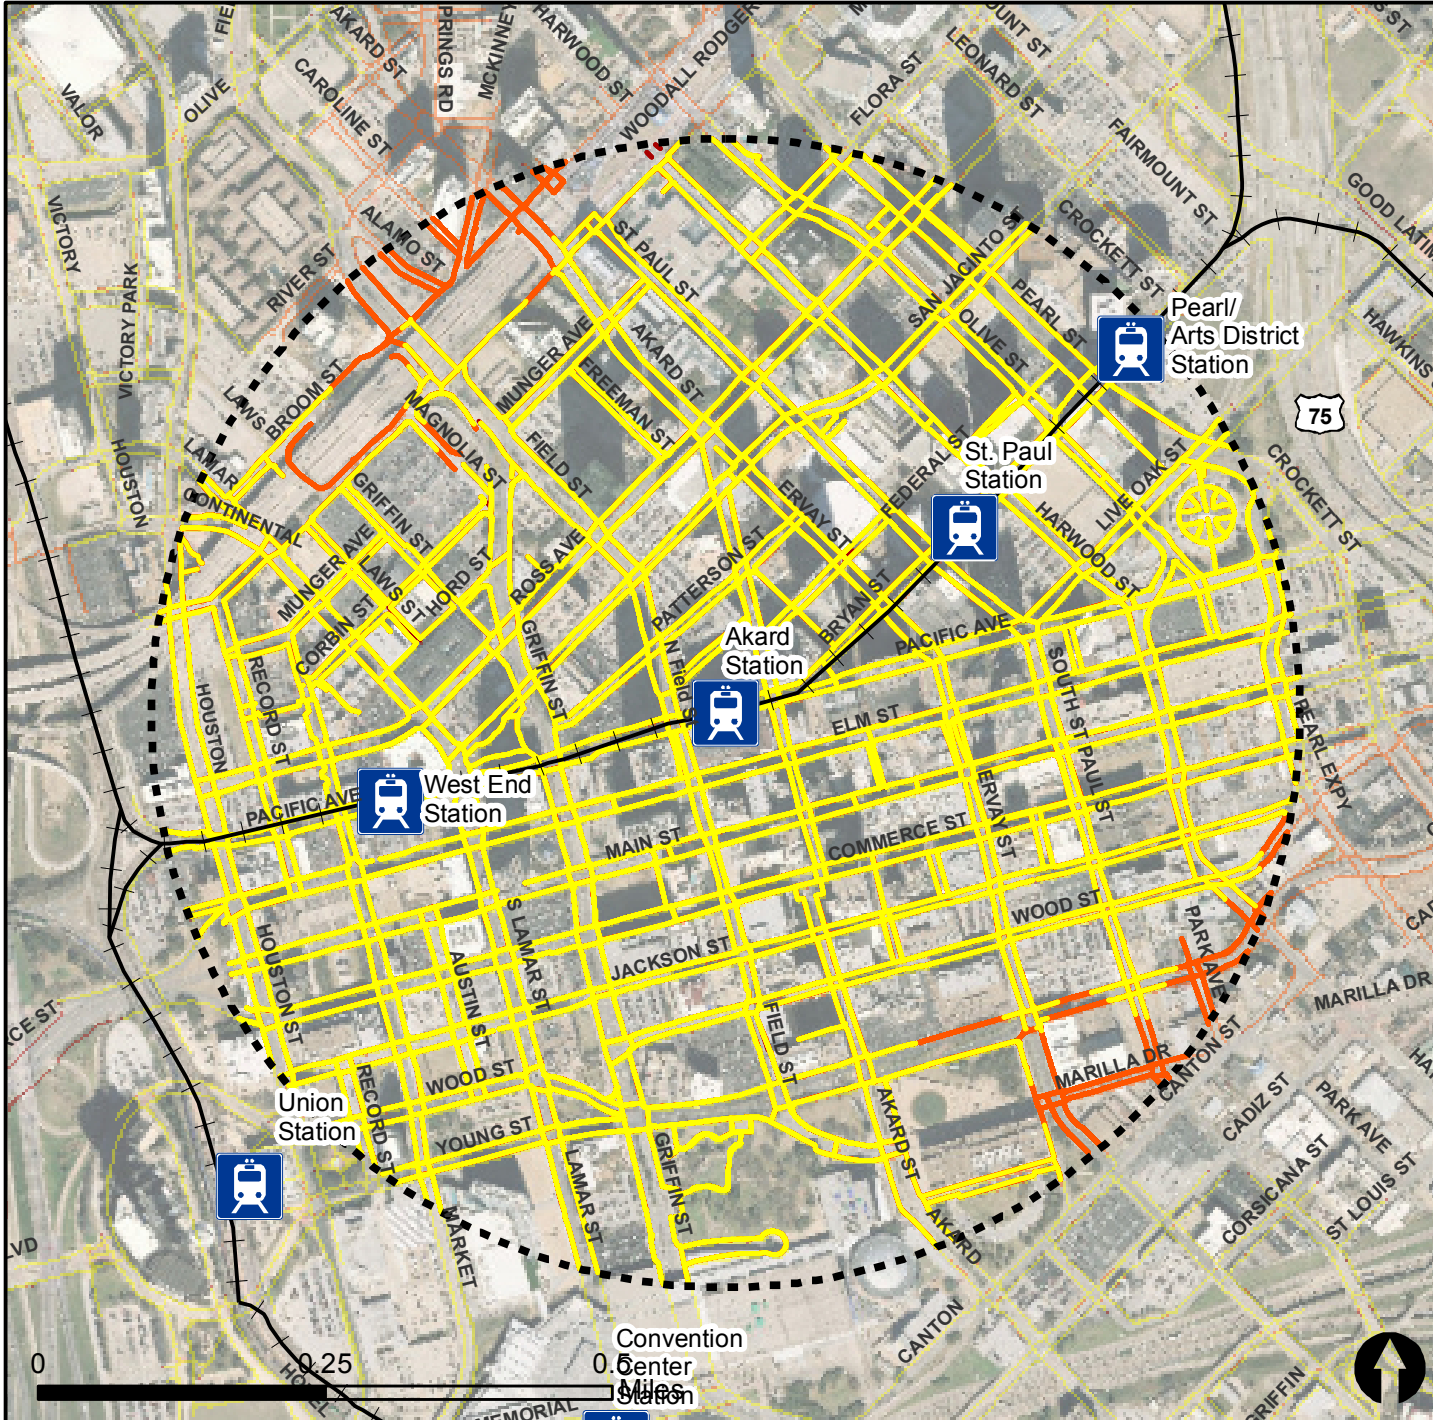 AKARD ST
SPRINGS RD
MCKINNEY
HARWOOD ST
WOODALL RODGER
FLORA ST
LEONARD ST
VALOR
OLIVE
CAROLINE ST
FAIRMOUNT ST
GOOD LATIM
VICTORY
ALAMO ST
RIVER ST
ST PAUL ST
SAN JACINTO ST
CROCKETT ST
VICTORY PARK
PEARL ST
OLIVE ST
Pearl/
Arts District
Station
HAWKINS
MUNGER AVE
AKARD ST
FREEMAN ST
BROOM ST
LAWS
MAGNOLIA ST
75
HOUSTON
LAMAR
CONTINENTAL
GRIFFIN ST
FIELD ST
ERVAY ST
FEDERAL ST
St. Paul
Station
LIVE OAK ST
HARWOOD ST
CROCKETT ST
MUNGER AVE
LAWS ST
HORD ST
CORBIN ST
ROSS AVE
PATTERSON ST
BRYAN ST
PACIFIC AVE
Akard
Station
N Field St
GRIFFIN ST
HOUSTON
RECORD ST
ELM ST
SOUTH ST PAUL ST
PEARL EXPY
PACIFIC AVE
West End
Station
MAIN ST
COMMERCE ST
ERVAY ST
HOUSTON ST
AUSTIN ST
S LAMAR ST
JACKSON ST
WOOD ST
PARK AVE
MARILLA DR
CE ST
FIELD ST
WOOD ST
RECORD ST
YOUNG ST
Union
Station
MARILLA DR
CANTON ST
CADIZ ST
PARK AVE
AKARD ST
LAMAR ST
GRIFFIN ST
MARKET
AKARD
CORSICANA ST
ST LOUIS ST
LVD
CANTON
GRIFFIN
MEMORIAL
Convention
Center
Station
0 0.25 0.5
Miles